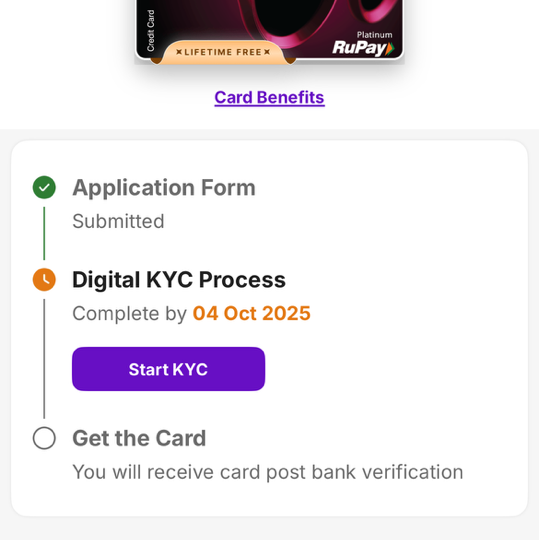 Credit Card
LIFETIME FREE
Platinum
RuPay
Card Benefits
Application Form
Submitted
Digital KYC Process
Complete by 04 Oct 2025
Start KYC
Get the Card
You will receive card post bank verification